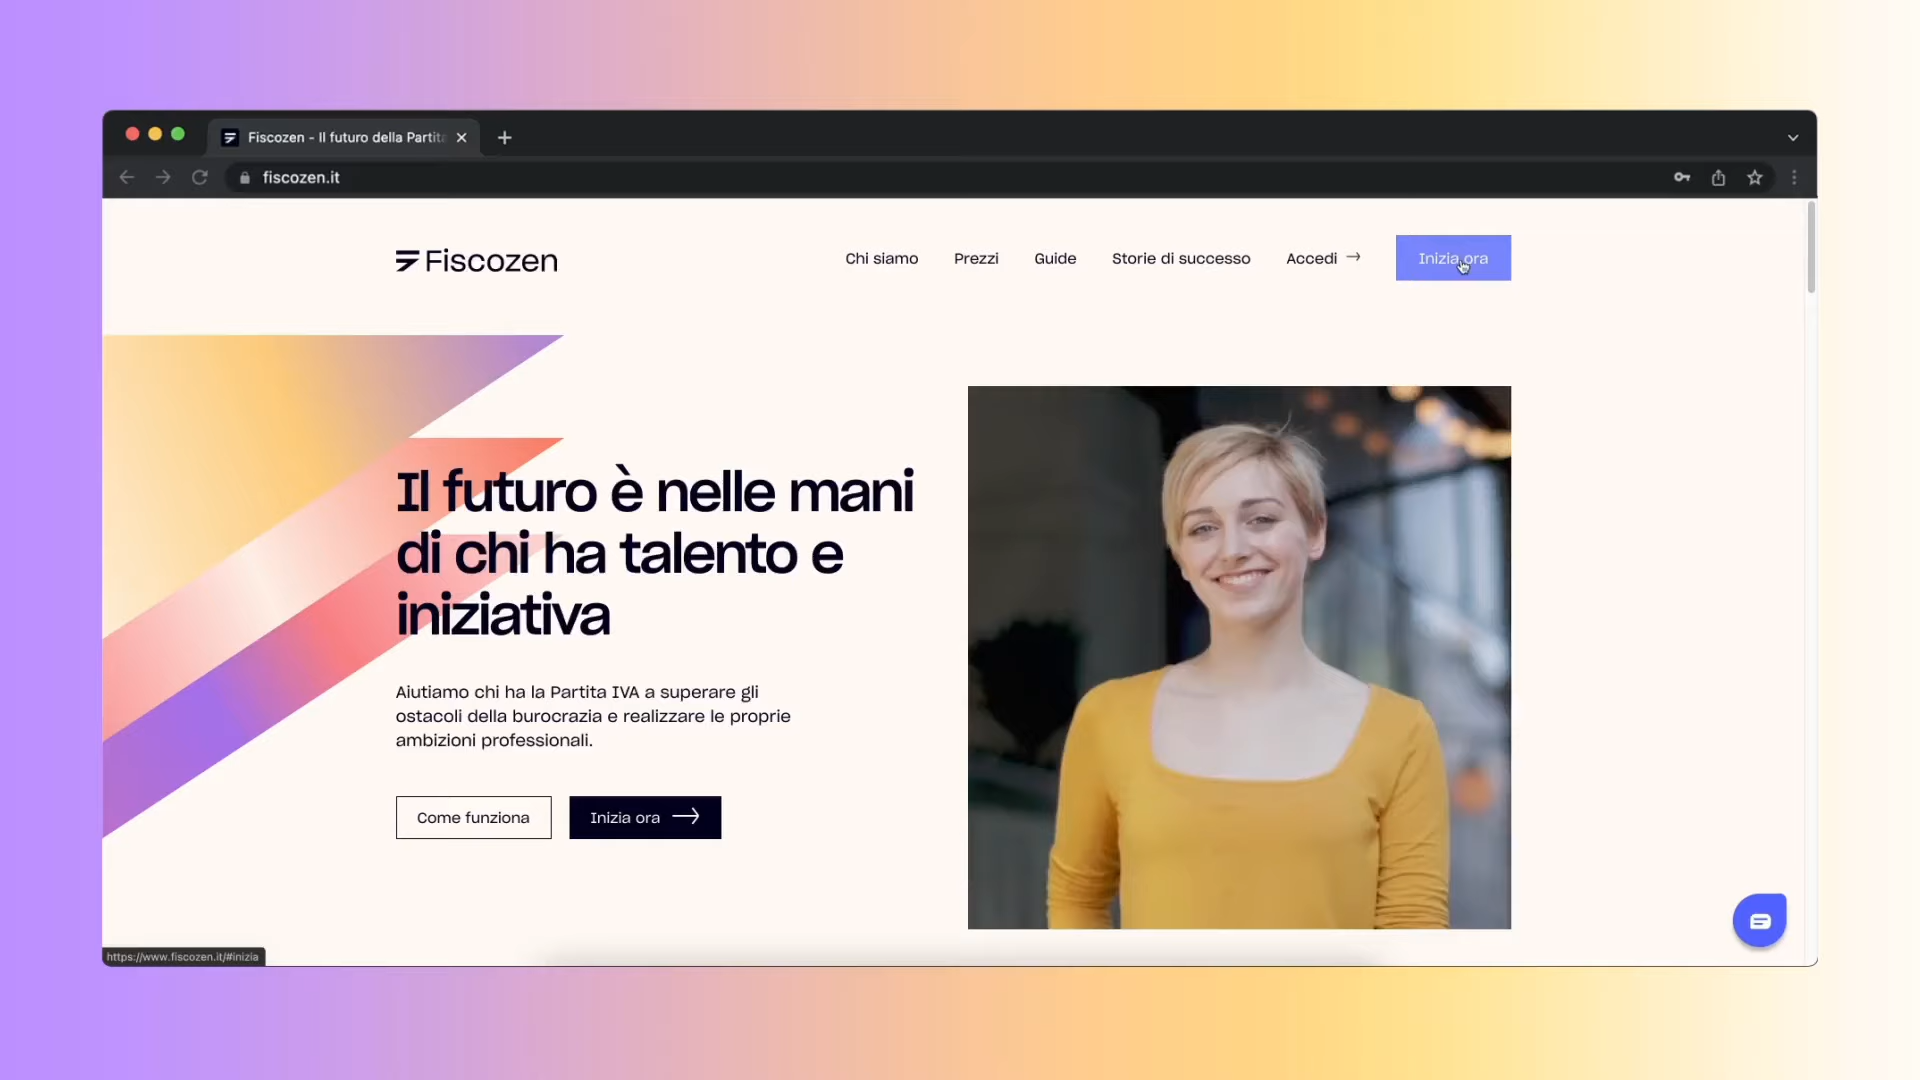 Fiscozen - Il futuro della Partit
fiscozen.it
Fiscozen
Chi siamo
Prezzi
Guide
Storie di successo
Accedi →
Inizia ora
Il futuro è nelle mani
di chi ha talento e
iniziativa
Aiutiamo chi ha la Partita IVA a superare gli
ostacoli della burocrazia e realizzare le proprie
ambizioni professionali.
Come funziona
Inizia ora →
https://www.fiscozen.it/#inizia